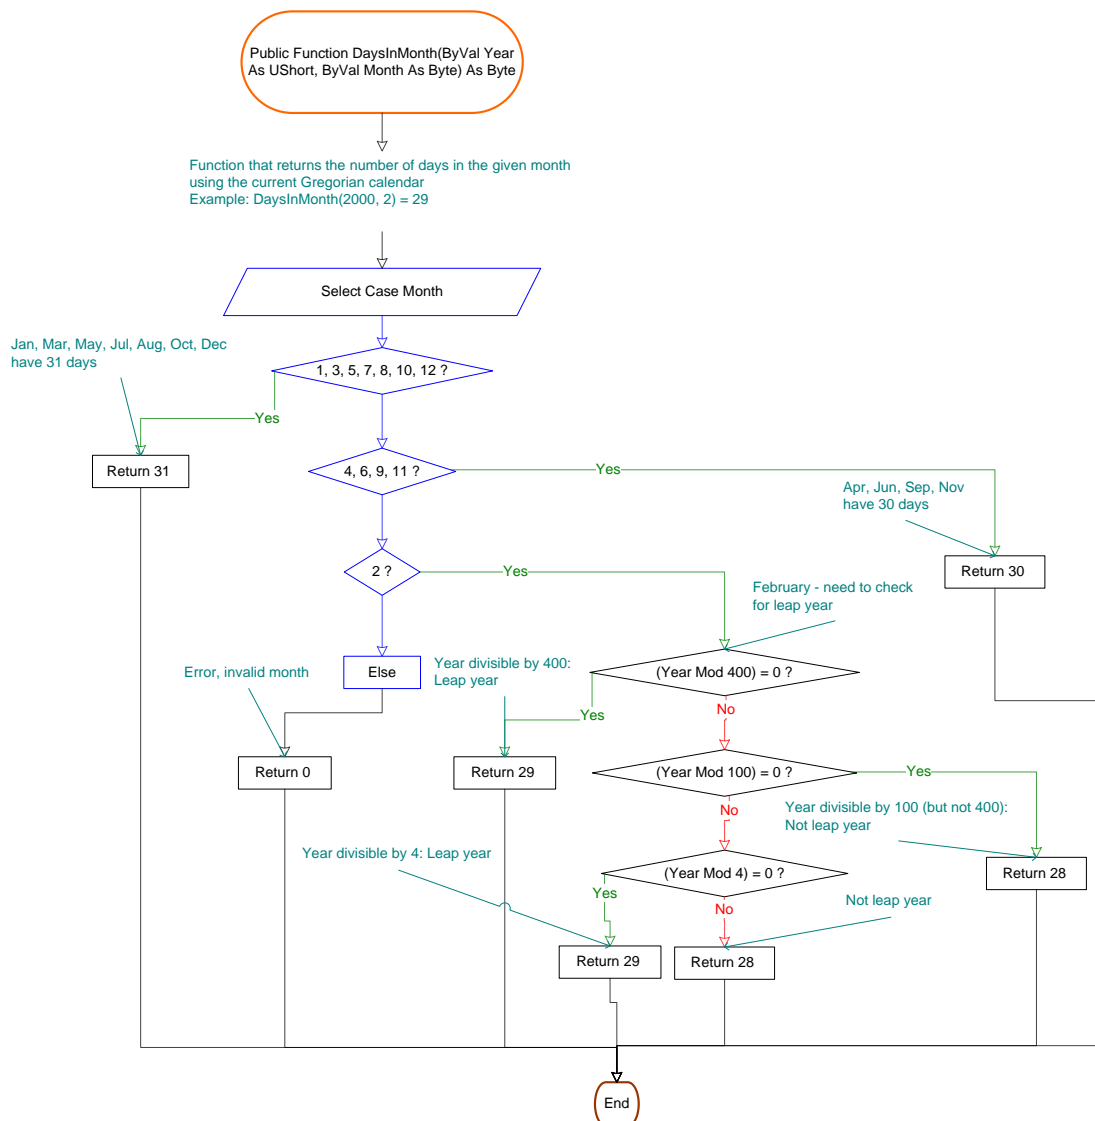 Public Function DaysInMonth(ByVal Year
As UShort, ByVal Month As Byte) As Byte
Function that returns the number of days in the given month
using the current Gregorian calendar
Example: DaysInMonth(2000, 2) = 29
Select Case Month
Jan, Mar, May, Jul, Aug, Oct, Dec
have 31 days
1, 3, 5, 7, 8, 10, 12 ?
Yes
Return 31
4, 6, 9, 11 ?
Yes
Apr, Jun, Sep, Nov
have 30 days
Return 30
2 ?
Yes
February - need to check
for leap year
Else
Error, invalid month
Year divisible by 400:
Leap year
(Year Mod 400) = 0 ?
Yes
No
Return 0
Return 29
(Year Mod 100) = 0 ?
Yes
No
Year divisible by 100 (but not 400):
Not leap year
Year divisible by 4: Leap year
(Year Mod 4) = 0 ?
Return 28
Yes
No
Not leap year
Return 29
Return 28
End